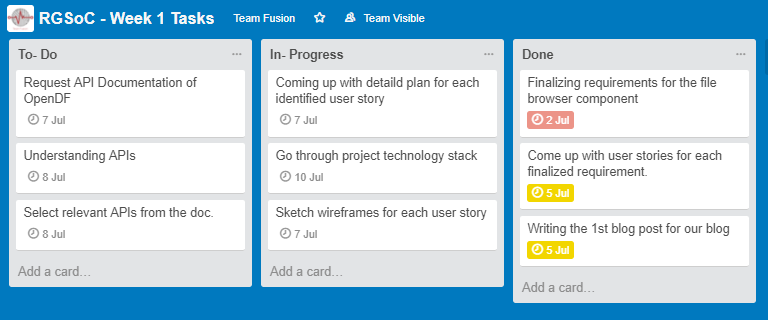 RGSoC - Week 1 Tasks
Team Fusion
Team Visible
To- Do
Request API Documentation of
OpenDF
7 Jul
Understanding APIs
8 Jul
Select relevant APIs from the doc.
8 Jul
Add a card...
In- Progress
Coming up with detaild plan for each
identified user story
7 Jul
Go through project technology stack
10 Jul
Sketch wireframes for each user story
7 Jul
Add a card...
Done
Finalizing requirements for the file
browser component
2 Jul
Come up with user stories for each
finalized requirement.
5 Jul
Writing the 1st blog post for our blog
5 Jul
Add a card...